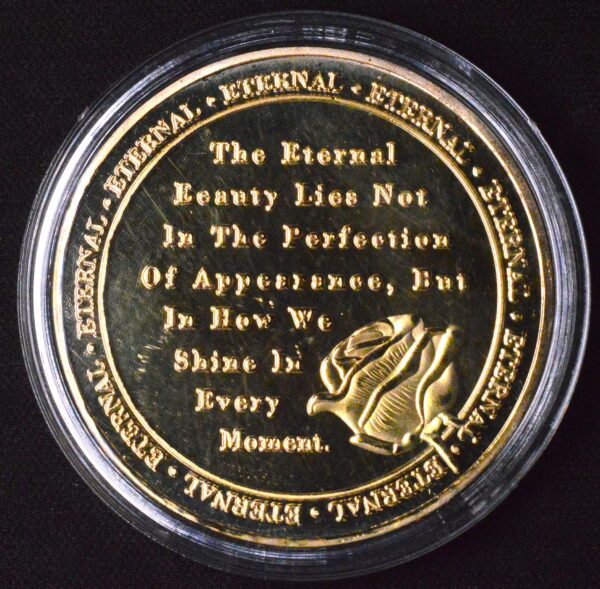 ETERNAL · ETERNAL · ETERNAL · ETERNAL · ETERNAL · ETERNAL · ETERNAL · ETERNAL · ETERNAL ·
The Eternal
Beauty Lies Not
In The Perfection
Of Appearance, But
In How We
Shine In
Every
Moment.